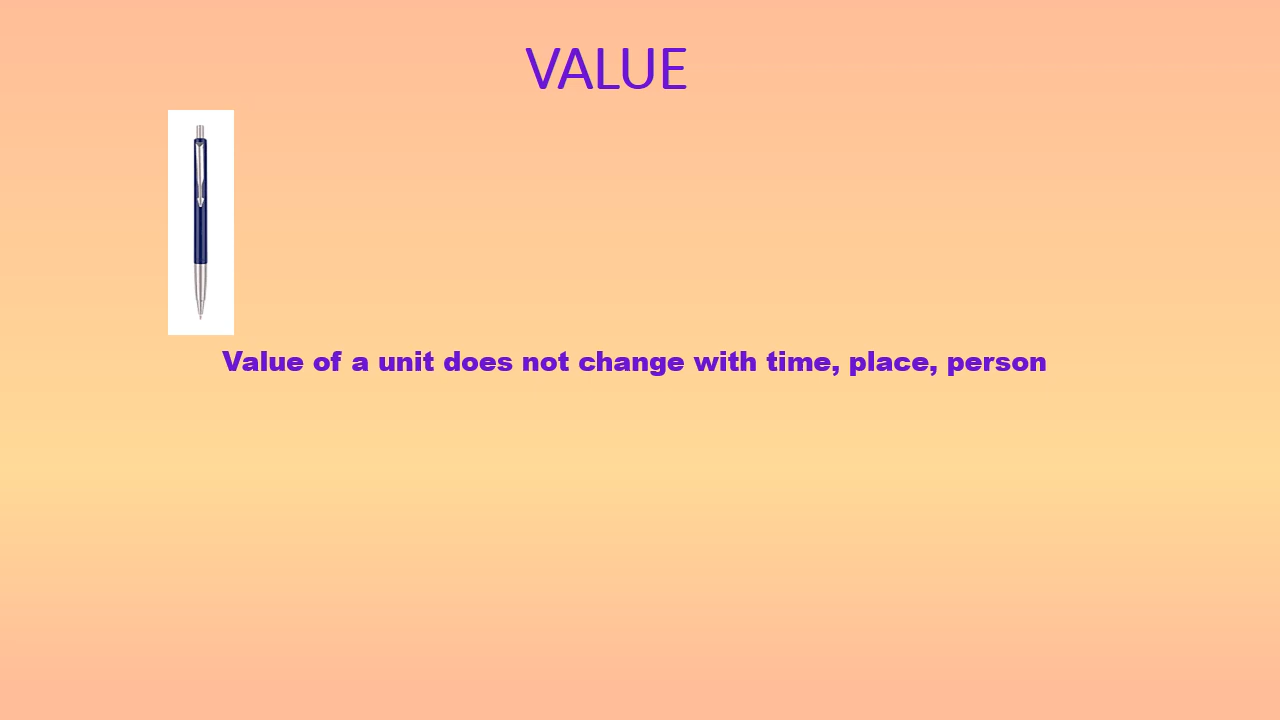 VALUE
Value of a unit does not change with time, place, person